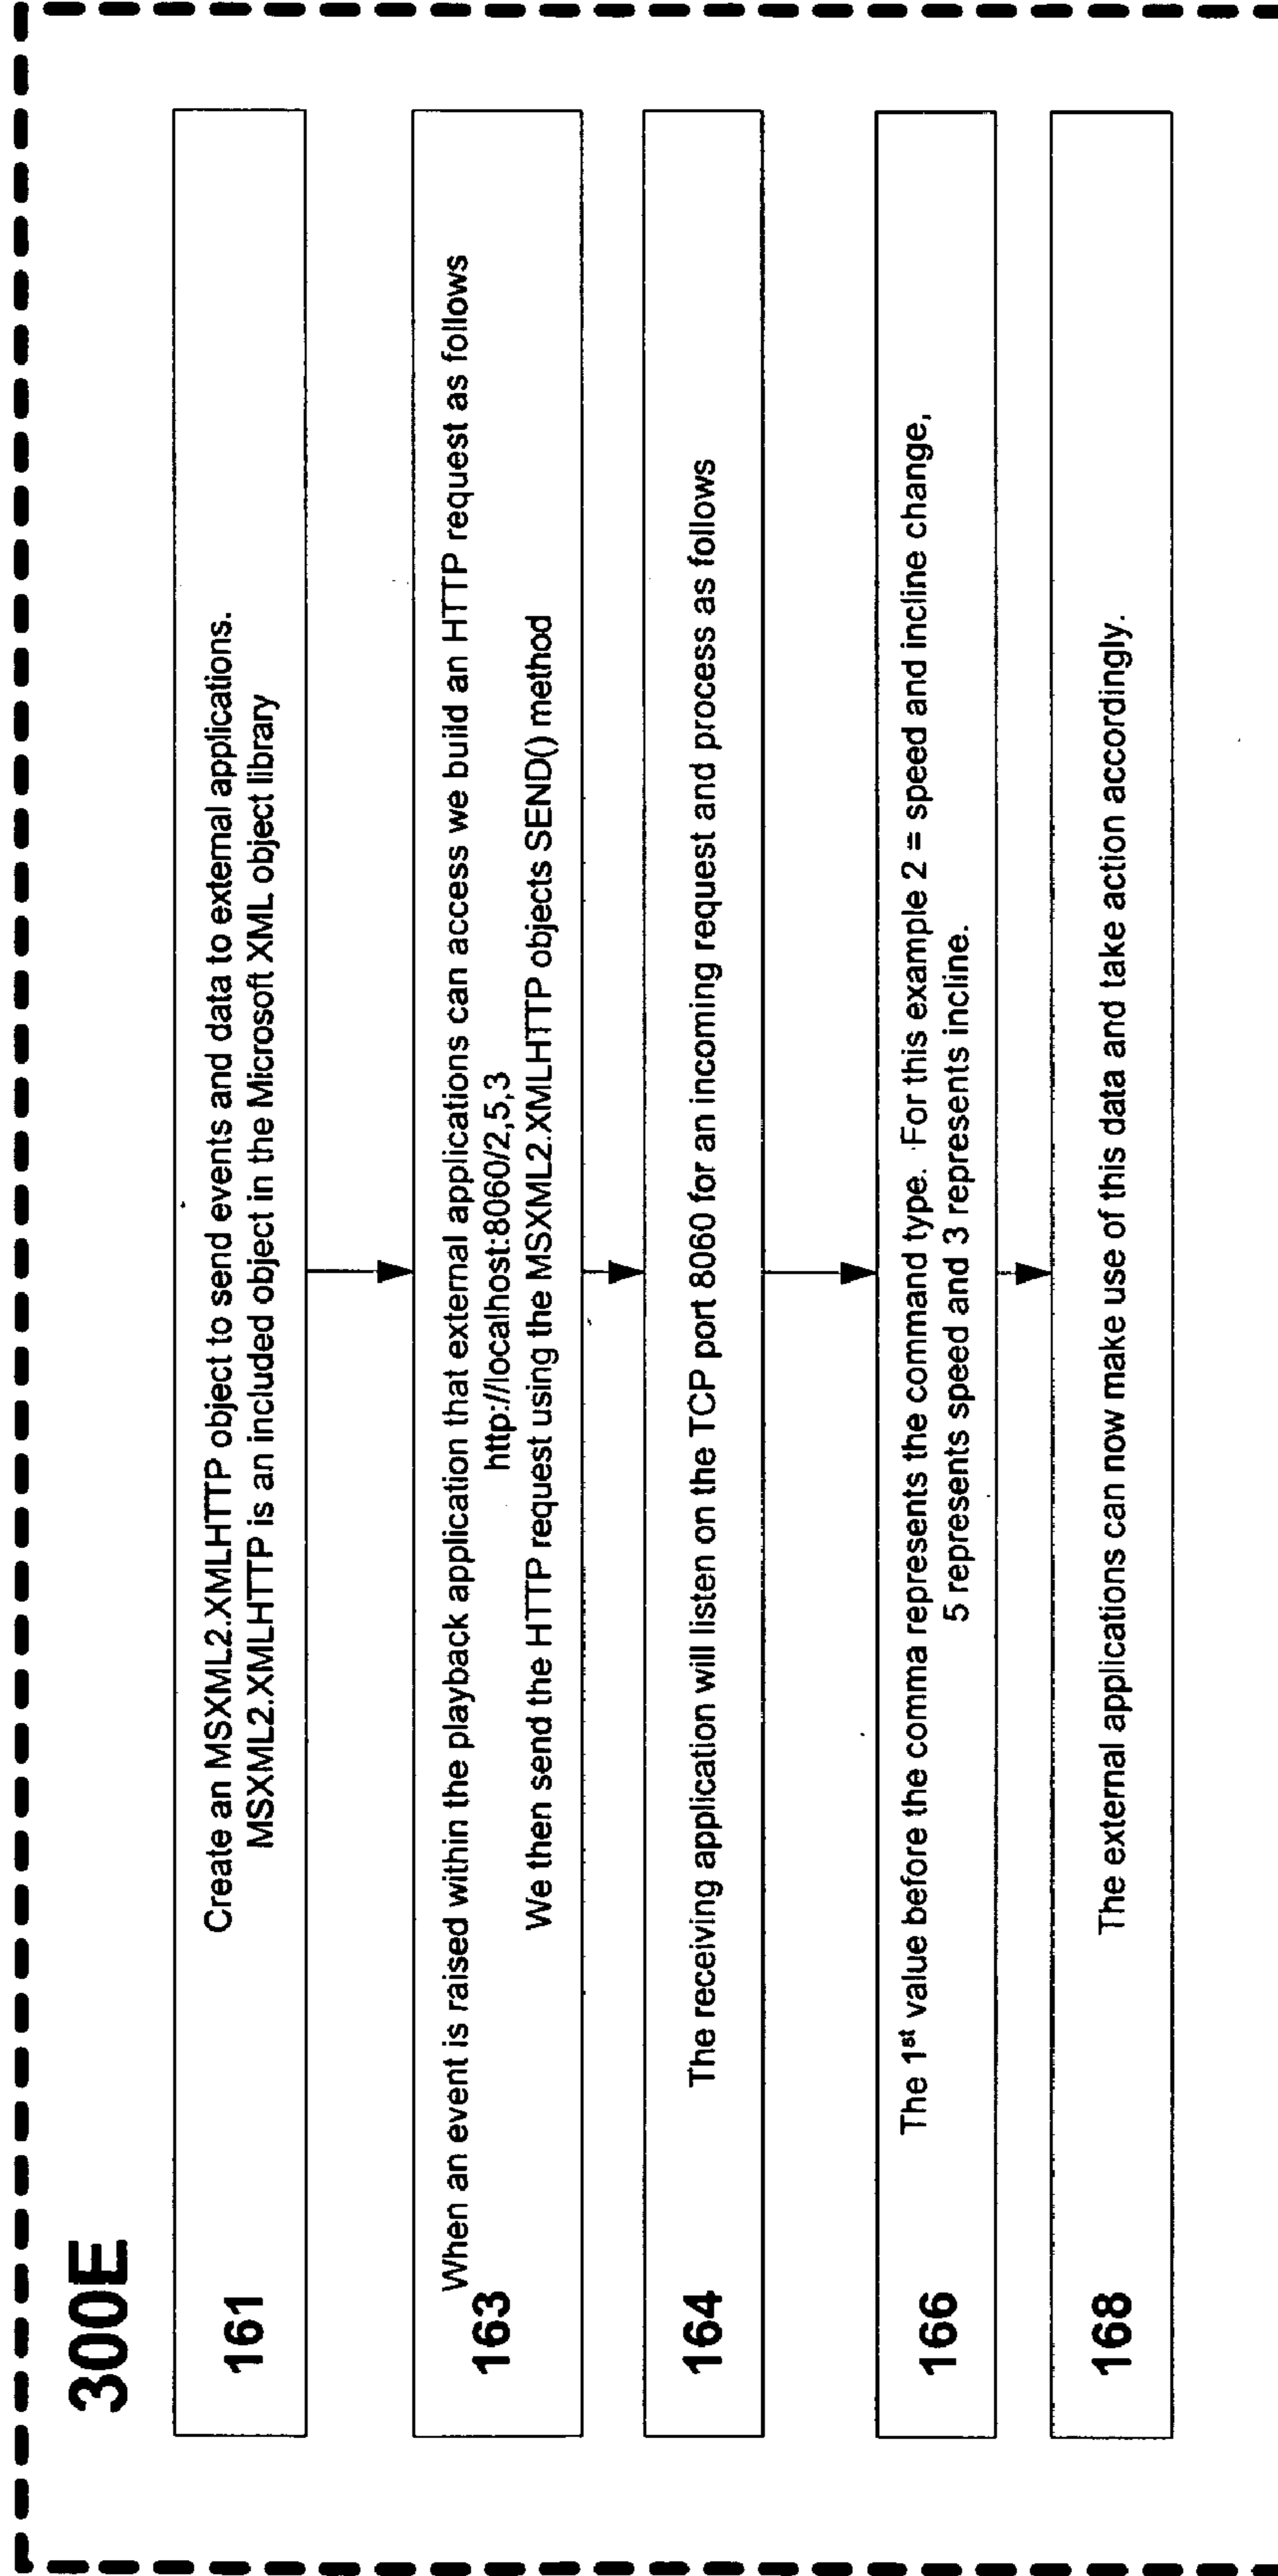 300E
161
Create an MSXML2.XMLHTTP object to send events and data to external applications.
MSXML2.XMLHTTP is an included object in the Microsoft XML object library
When an event is raised within the playback application that external applications can access we build an HTTP request as follows
163
http://localhost:8060/2,5,3
We then send the HTTP request using the MSXML2.XMLHTTP objects SEND() method
164
The receiving application will listen on the TCP port 8060 for an incoming request and process as follows
166
The 1st value before the comma represents the command type. For this example 2 = speed and incline change,
5 represents speed and 3 represents incline.
168
The external applications can now make use of this data and take action accordingly.